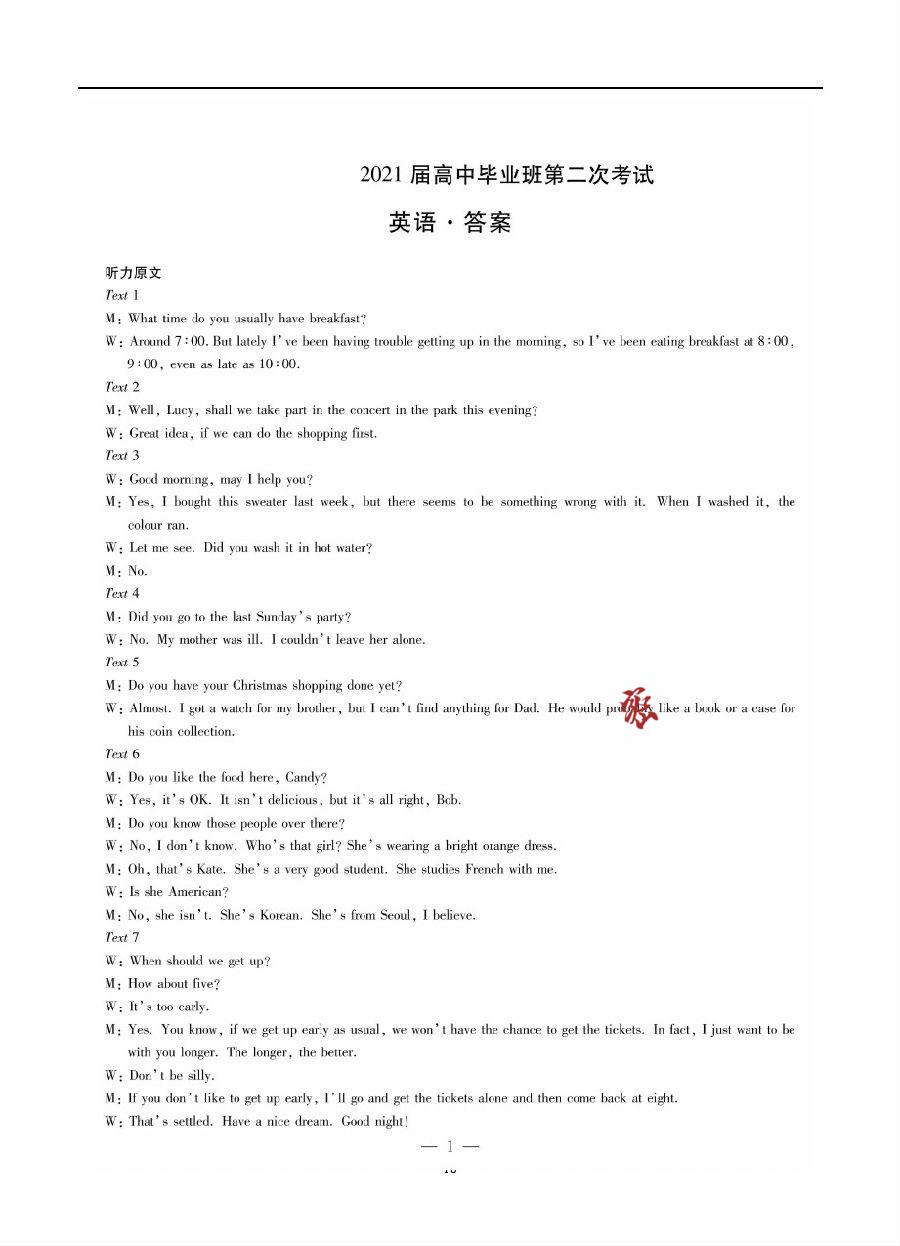 2021 届高中毕业班第二次考试
英语·答案
听力原文
Text 1
M: What time do you usually have breakfast?
W: Around 7:00. But lately I've been having trouble getting up in the morning, so I've been eating breakfast at 8:00,
9:00, even as late as 10:00.
Text 2
M: Well, Lucy, shall we take part in the concert in the park this evening?
W: Great idea, if we can do the shopping first.
Text 3
W: Good morning, may I help you?
M: Yes, I bought this sweater last week, but there seems to be something wrong with it. When I washed it, the
colour ran.
W: Let me see. Did you wash it in hot water?
M: No.
Text 4
M: Did you go to the last Sunday's party?
W: No. My mother was ill. I couldn't leave her alone.
Text 5
M: Do you have your Christmas shopping done yet?
W: Almost. I got a watch for my brother, but I can't find anything for Dad. He would probably like a book or a case for
his coin collection.
Text 6
M: Do you like the food here, Candy?
W: Yes, it's OK. It isn't delicious, but it's all right, Bob.
M: Do you know those people over there?
W: No, I don't know. Who's that girl? She's wearing a bright orange dress.
M: Oh, that's Kate. She's a very good student. She studies French with me.
W: Is she American?
M: No, she isn't. She's Korean. She's from Seoul, I believe.
Text 7
W: When should we get up?
M: How about five?
W: It's too early.
M: Yes. You know, if we get up early as usual, we won't have the chance to get the tickets. In fact, I just want to be
with you longer. The longer, the better.
W: Don't be silly.
M: If you don't like to get up early, I'll go and get the tickets alone and then come back at eight.
W: That's settled. Have a nice dream. Good night!
— 1 —